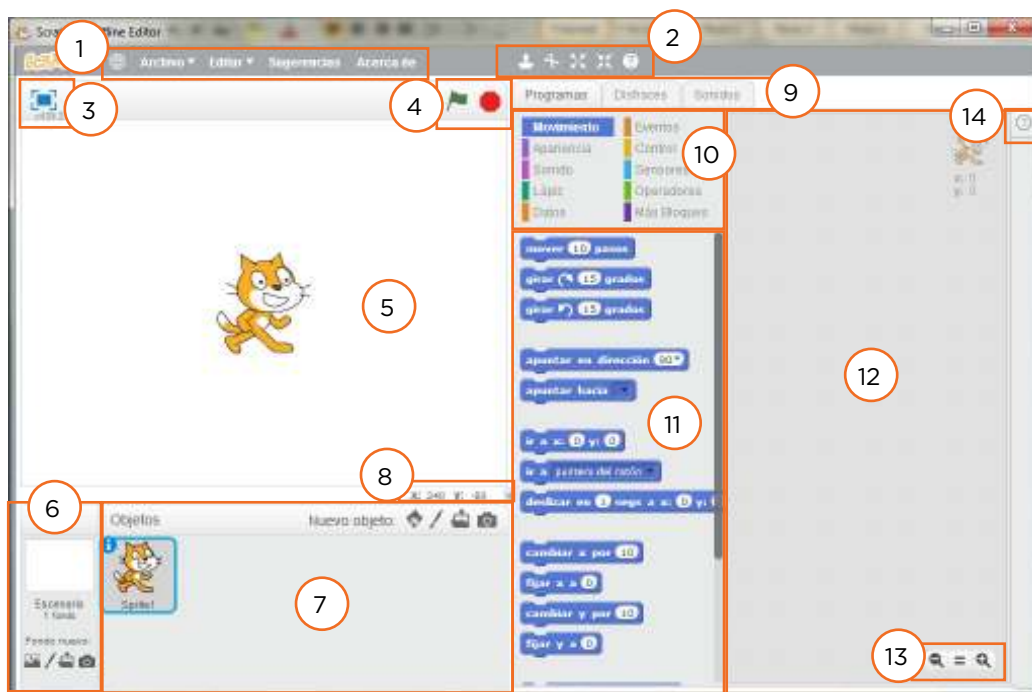 Archivo Editar Sugerencias Acerca de
1
2
3
4
Programas Disfraces Sonidos
9
14
Movimiento Eventos
Apariencia Control
10
Sonido Sensores
Lápiz Operadores
Datos Más Bloques
x: 0
y: 0
mover 10 pasos
girar 15 grados
girar 15 grados
5
apuntar en dirección 90
apuntar hacia
12
11
ir a x: 0 y: 0
ir a puntero del ratón
deslizar en 1 segs a x: 0 y:
8
X: 240 Y:
6
Objetos Nuevo objeto:
cambiar x por 10
fijar x a 0
cambiar y por 10
fijar y a 0
Sprite1
7
Escenario
1 fondo
Fondo nuevo:
13